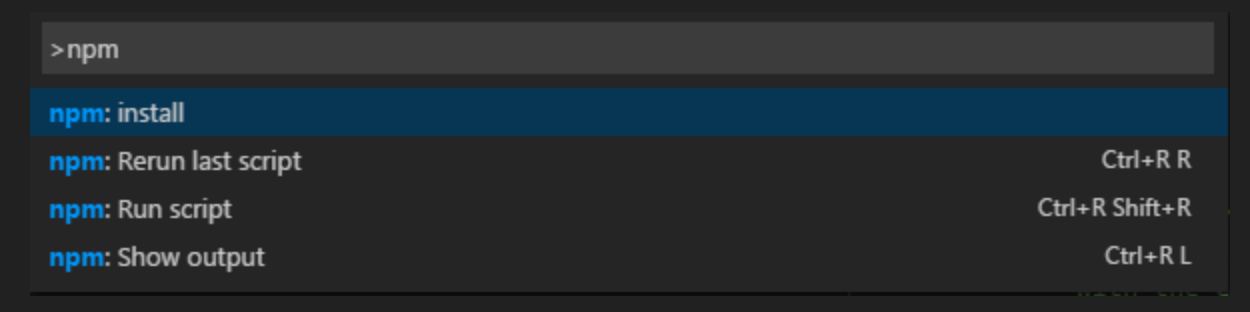 >npm
npm: install
npm: Rerun last script Ctrl+R R
npm: Run script Ctrl+R Shift+R
npm: Show output Ctrl+R L